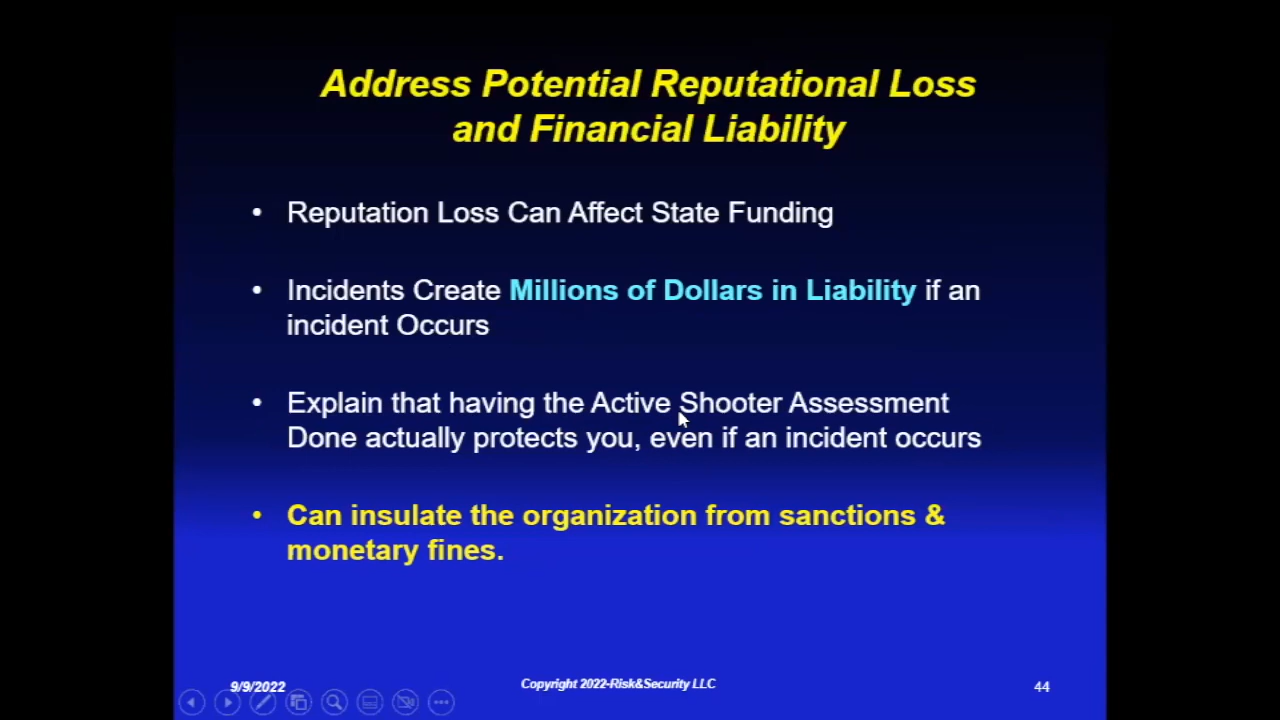 Address Potential Reputational Loss
and Financial Liability
• Reputation Loss Can Affect State Funding
• Incidents Create Millions of Dollars in Liability if an
incident Occurs
• Explain that having the Active Shooter Assessment
Done actually protects you, even if an incident occurs
• Can insulate the organization from sanctions &
monetary fines.
9/9/2022
Copyright 2022-Risk&Security LLC
44